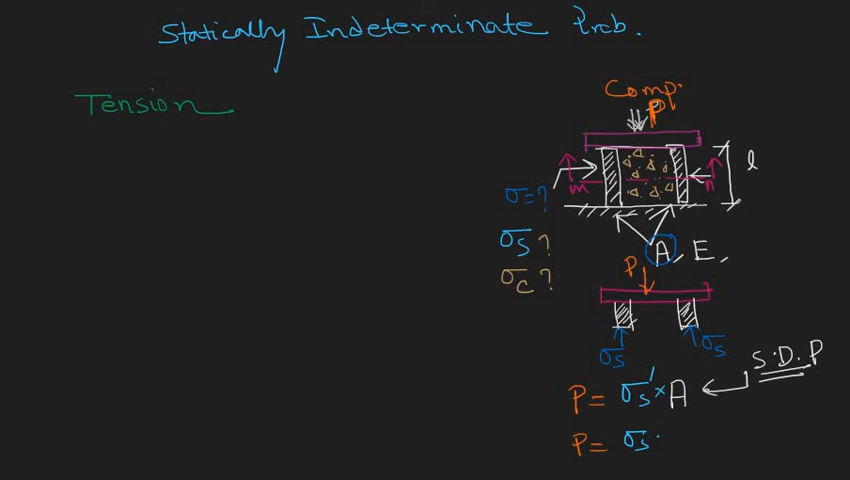 Statically Indeterminate Prob.
Tension
Comp.
P
l
m n
σ=?
σs ?
σc ?
A, E,
P
σs σs
S.D.P
P = σs' × A
P = σs ·